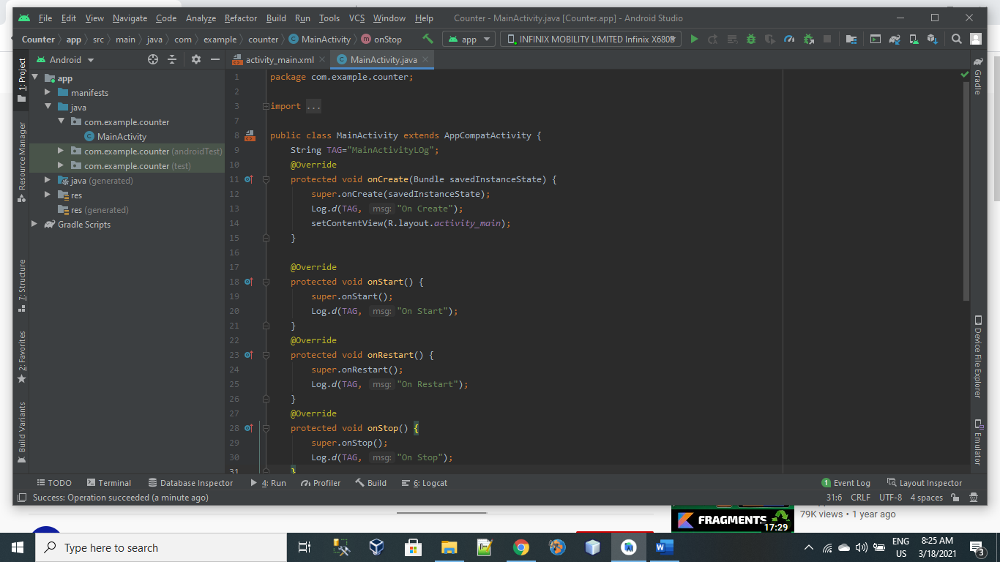 File Edit View Navigate Code Analyze Refactor Build Run Tools VCS Window Help Counter - MainActivity.java [Counter.app] - Android Studio
Counter app src main java com example counter MainActivity onStop app INFINIX MOBILITY LIMITED Infinix X680B
Android activity_main.xml MainActivity.java
1: Project
Resource Manager
7: Structure
2: Favorites
Build Variants
app
manifests
java
com.example.counter
MainActivity
com.example.counter (androidTest)
com.example.counter (test)
java (generated)
res
res (generated)
Gradle Scripts
1 package com.example.counter;
2
3 import ...
7
8 public class MainActivity extends AppCompatActivity {
9 String TAG="MainActivityLOg";
10 @Override
11 protected void onCreate(Bundle savedInstanceState) {
12 super.onCreate(savedInstanceState);
13 Log.d(TAG, msg: "On Create");
14 setContentView(R.layout.activity_main);
15 }
16
17 @Override
18 protected void onStart() {
19 super.onStart();
20 Log.d(TAG, msg: "On Start");
21 }
22 @Override
23 protected void onRestart() {
24 super.onRestart();
25 Log.d(TAG, msg: "On Restart");
26 }
27 @Override
28 protected void onStop() {
29 super.onStop();
30 Log.d(TAG, msg: "On Stop");
31 }
Gradle
Device File Explorer
Emulator
TODO Terminal Database Inspector 4: Run Profiler Build 6: Logcat 1 Event Log Layout Inspector
Success: Operation succeeded (a minute ago) 31:6 CRLF UTF-8 4 spaces
79K views • 1 year ago
FRAGMENTS
17:29
Type here to search
W
ENG
US
8:25 AM
3/18/2021
3